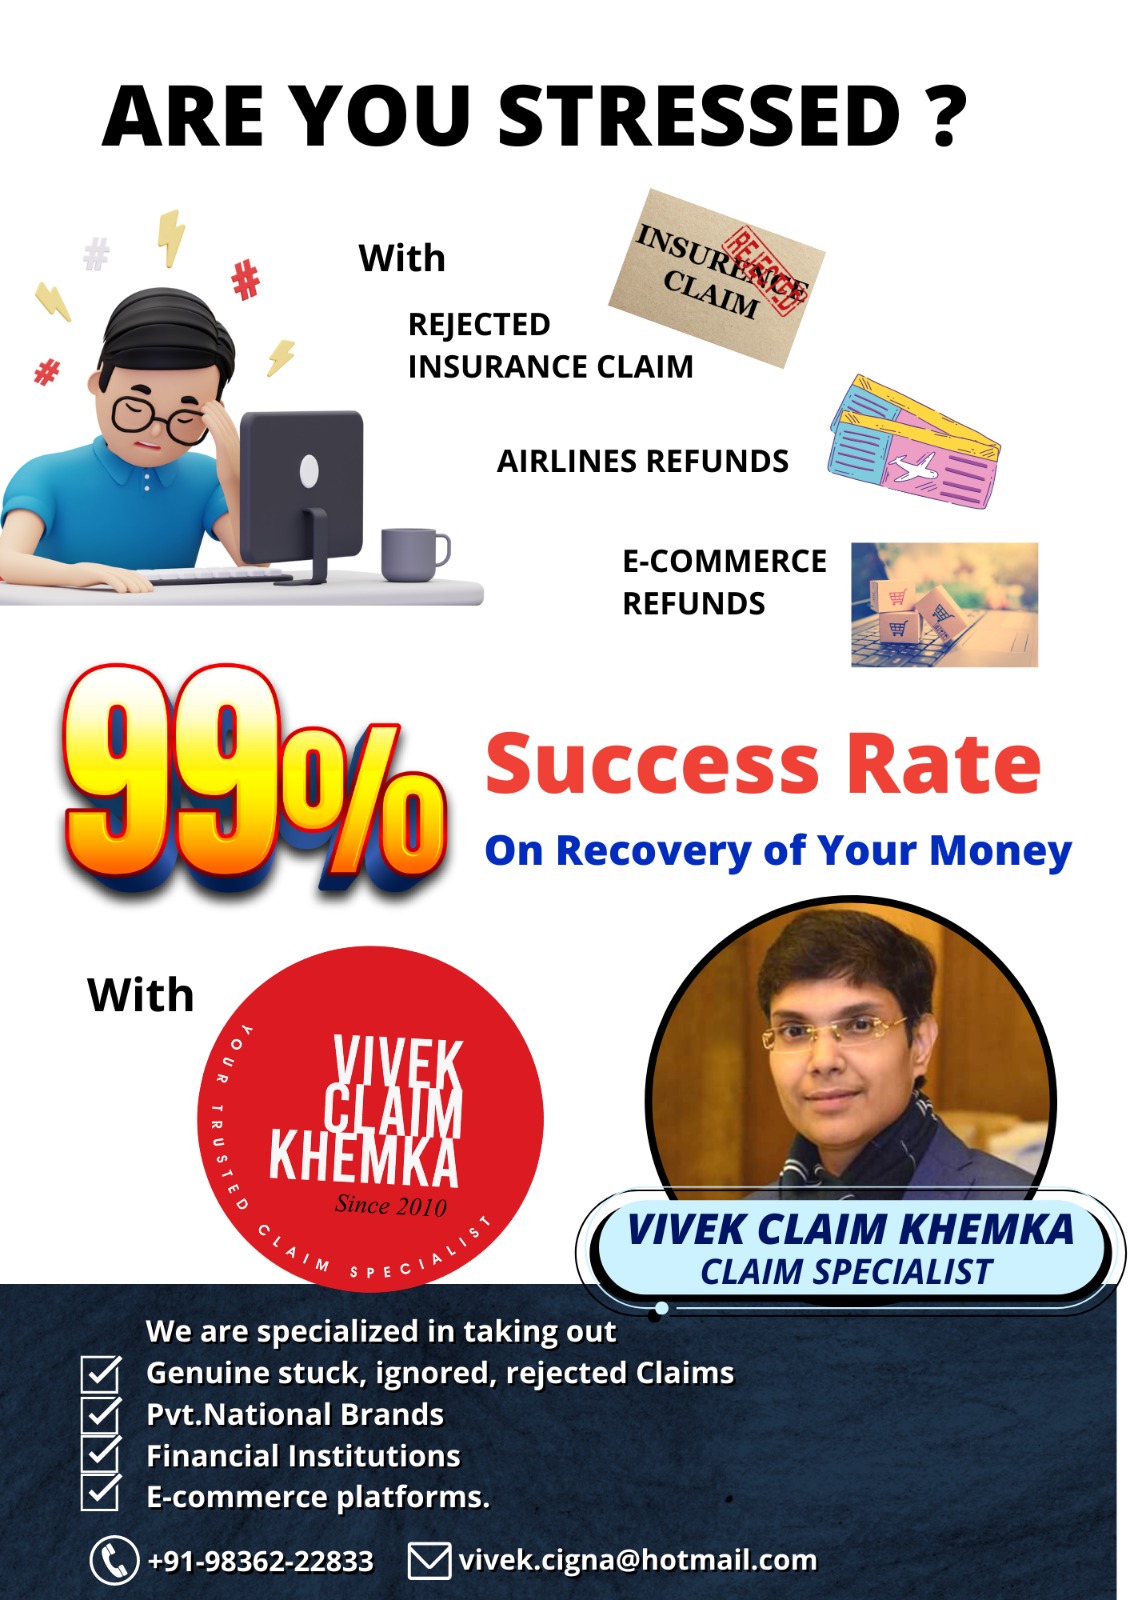 ARE YOU STRESSED ?
With
INSURENCE
CLAIM
REJECTED
REJECTED
INSURANCE CLAIM
AIRLINES REFUNDS
E-COMMERCE
REFUNDS
99%
Success Rate
On Recovery of Your Money
With
YOUR TRUSTED CLAIM SPECIALIST
VIVEK
CLAIM
KHEMKA
Since 2010
VIVEK CLAIM KHEMKA
CLAIM SPECIALIST
We are specialized in taking out
Genuine stuck, ignored, rejected Claims
Pvt.National Brands
Financial Institutions
E-commerce platforms.
+91-98362-22833
vivek.cigna@hotmail.com